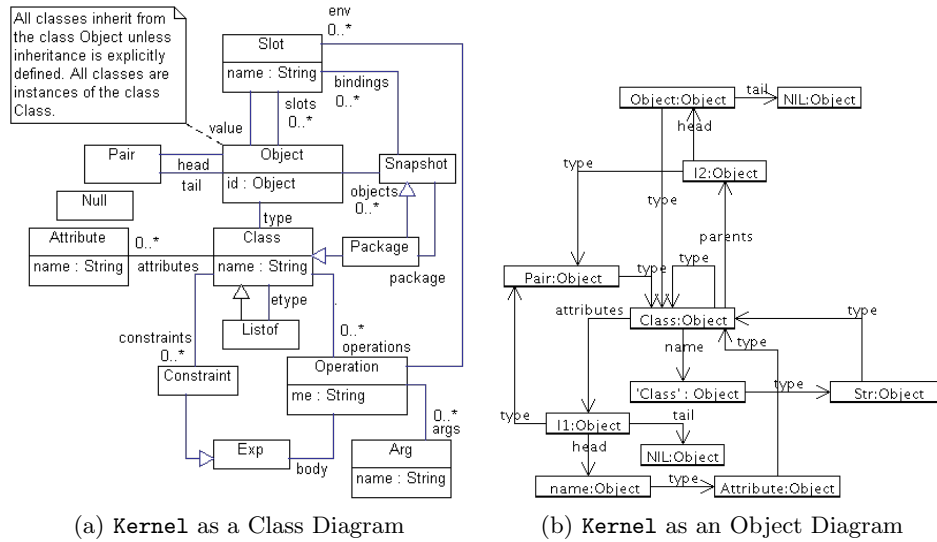 All classes inherit from
the class Object unless
inheritance is explicitly
defined. All classes are
instances of the class
Class.
env
0..*
Slot
name : String
bindings
0..*
slots
0..*
value
Pair
head
tail
Object
id : Object
Snapshot
objects
0..*
Null
type
Attribute
name : String
0..*
attributes
Class
name : String
Package
package
etype
.
Listof
constraints
0..*
0..*
operations
Constraint
Operation
me : String
0..*
args
Exp
body
Arg
name : String
(a) Kernel as a Class Diagram
Object:Object
tail
NIL:Object
head
type
I2:Object
type
parents
type
Pair:Object
type
attributes
Class:Object
type
type
name
'Class' : Object
type
Str:Object
type
I1:Object
tail
head
NIL:Object
name:Object
type
Attribute:Object
(b) Kernel as an Object Diagram